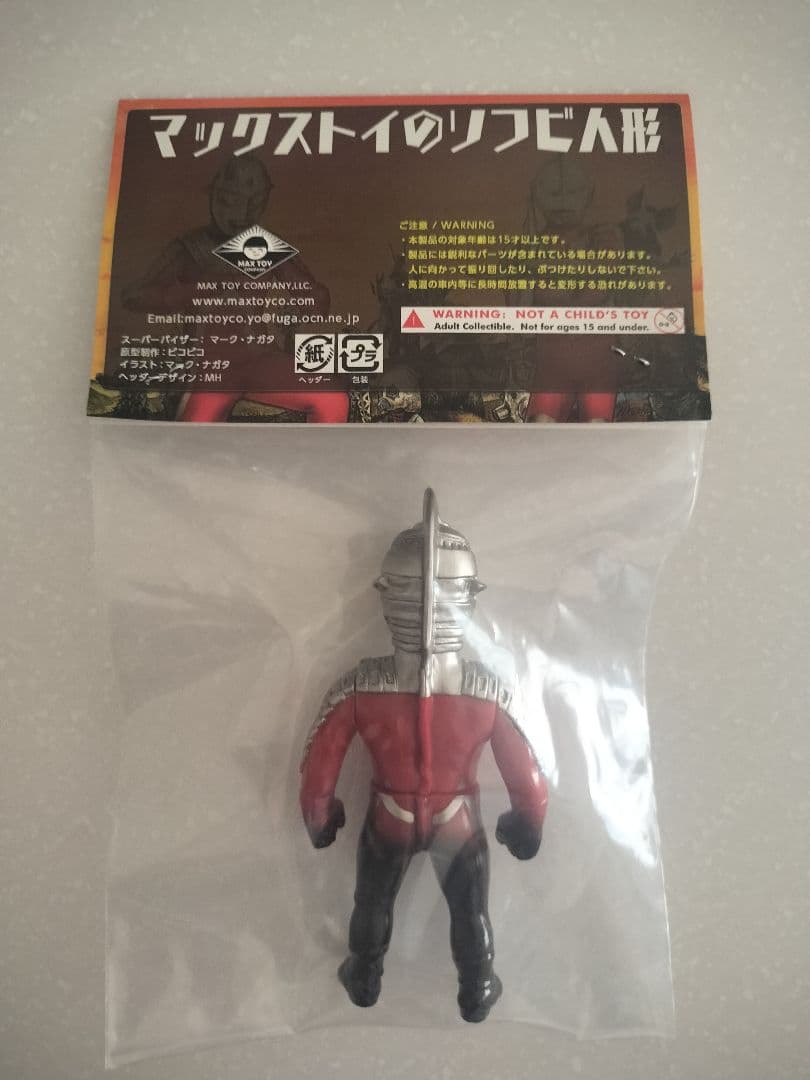 マックストイのソフビ人形
MAX TOY
COMPANY
MAX TOY COMPANY,LLC.
www.maxtoyco.com
Email:maxtoyco.yo@fuga.ocn.ne.jp
スーパーバイザー：マーク・ナガタ
原型制作：ピコピコ
イラスト：マーク・ナガタ
ヘッダーデザイン：MH
紙
ヘッダー
プラ
包装
ご注意 / WARNING
・本製品の対象年齢は15才以上です。
・製品には鋭利なパーツが含まれている場合があります。
人に向かって振り回したり、ぶつけたりしないで下さい。
・高温の車内等に長時間放置すると変形する恐れがあります。
WARNING: NOT A CHILD'S TOY
Adult Collectible. Not for ages 15 and under.